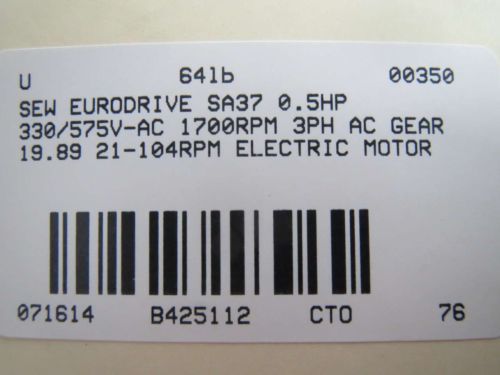 U 64lb 00350
SEW EURODRIVE SA37 0.5HP
330/575V-AC 1700RPM 3PH AC GEAR
19.89 21-104RPM ELECTRIC MOTOR
071614 B425112 CTO 76